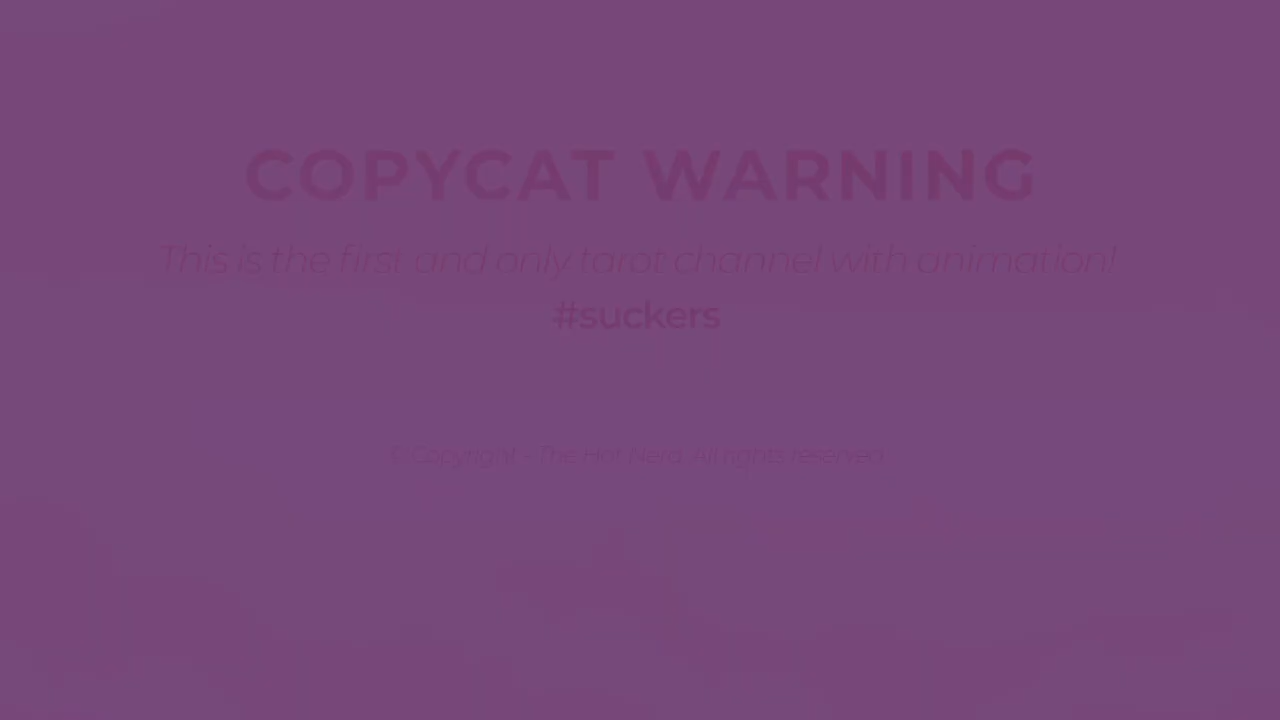 COPYCAT WARNING
This is the first and only tarot channel with animation!
#suckers
© Copyright - The Hot Nerd. All rights reserved.